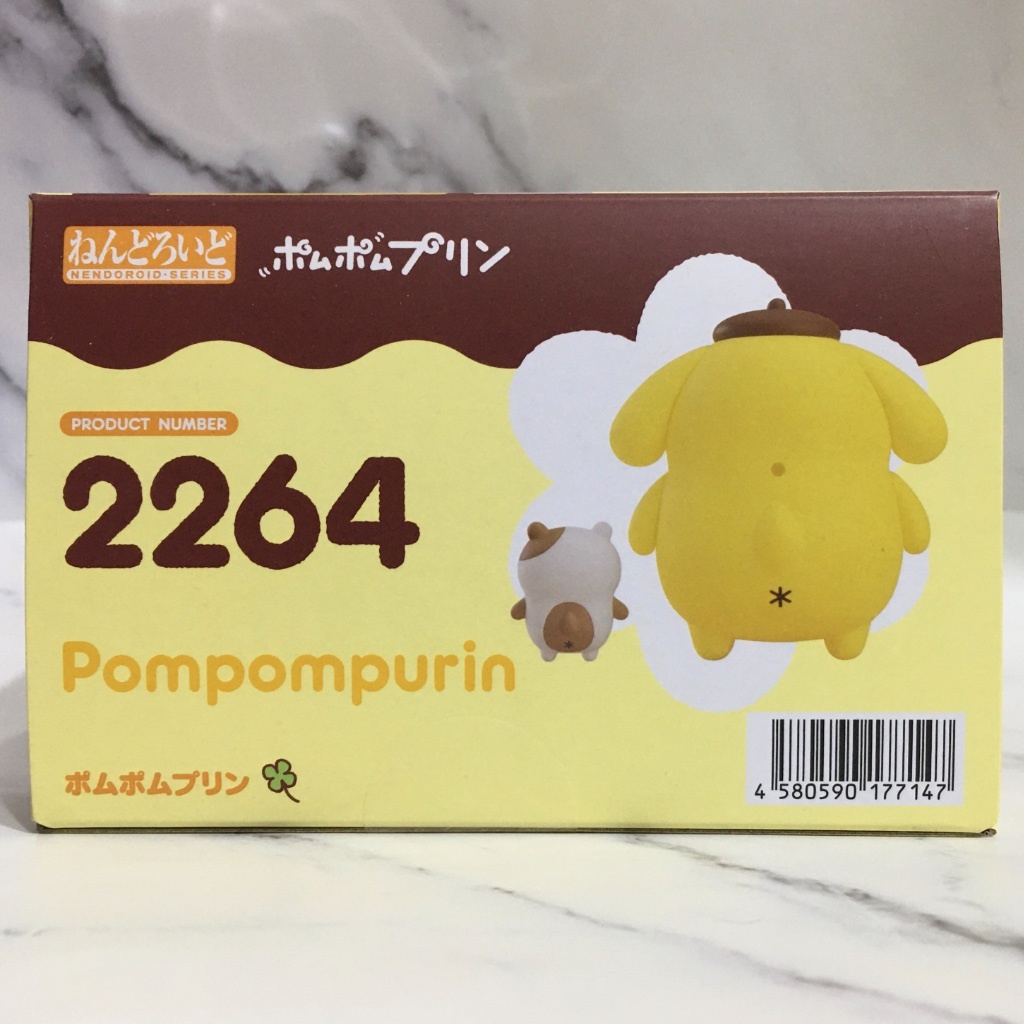 ねんどろいど
NENDOROID・SERIES
ポムポムプリン
PRODUCT NUMBER
2264
Pompompurin
ポムポムプリン
4 580590 177147